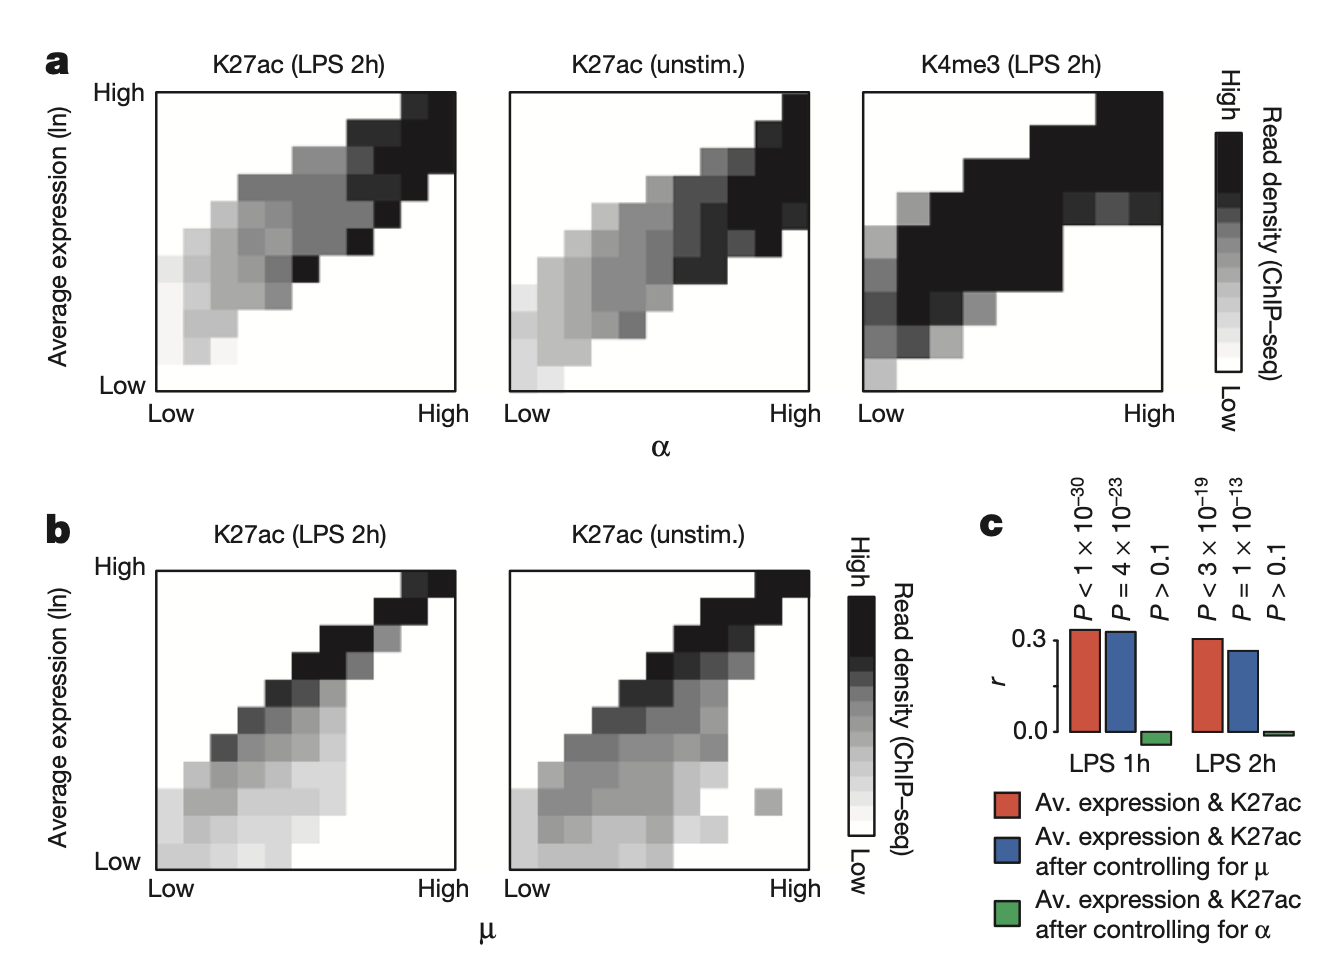 a
K27ac (LPS 2h)
K27ac (unstim.)
K4me3 (LPS 2h)
High
Average expression (ln)
Low
Low
High
Low
High
Low
High
α
High
Read density (ChIP–seq)
Low
b
K27ac (LPS 2h)
K27ac (unstim.)
High
Average expression (ln)
Low
Low
High
Low
High
μ
High
Read density (ChIP–seq)
Low
c
P < 1 × 10⁻³⁰
P = 4 × 10⁻²³
P > 0.1
P < 3 × 10⁻¹⁹
P = 1 × 10⁻¹³
P > 0.1
0.3
r
0.0
LPS 1h
LPS 2h
Av. expression & K27ac
Av. expression & K27ac
after controlling for μ
Av. expression & K27ac
after controlling for α